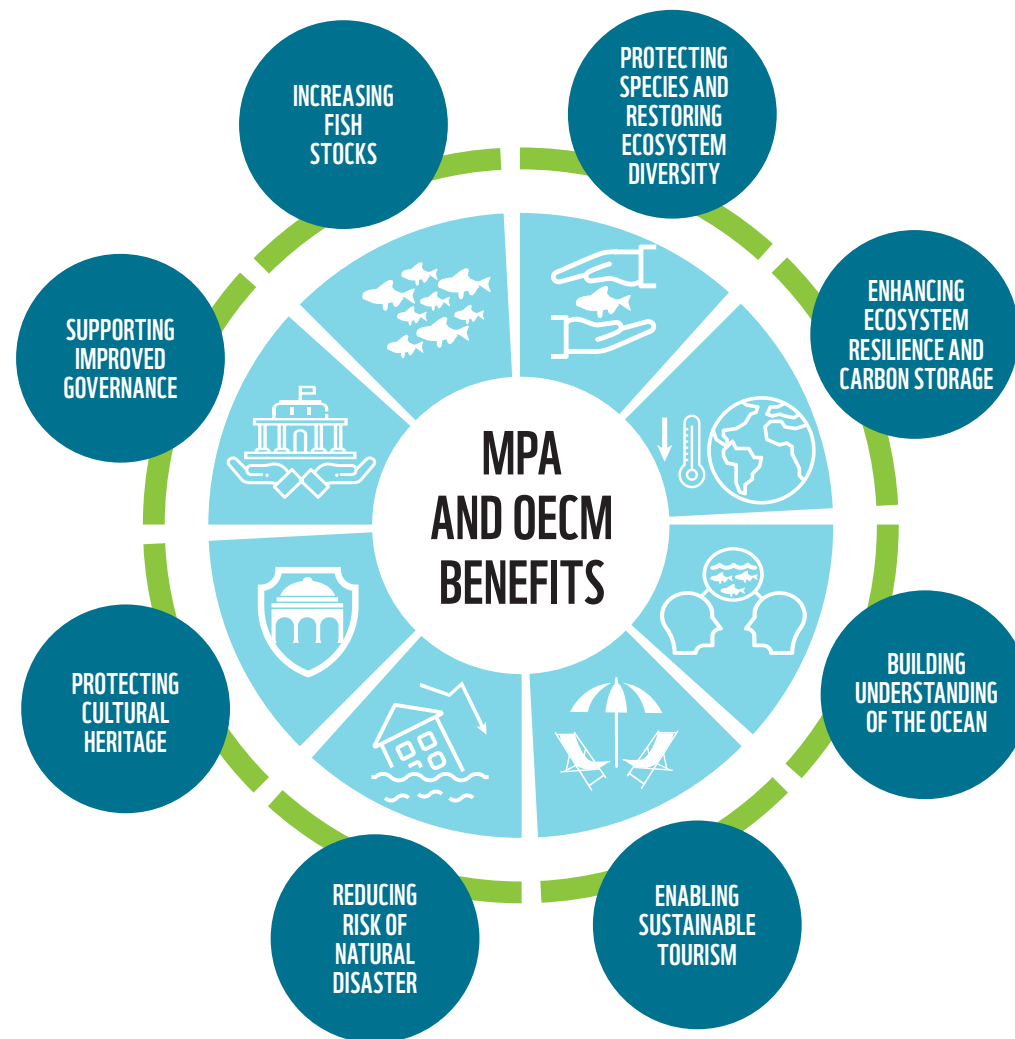 MPA
AND OECM
BENEFITS
PROTECTING
SPECIES AND
RESTORING
ECOSYSTEM
DIVERSITY
ENHANCING
ECOSYSTEM
RESILIENCE AND
CARBON STORAGE
BUILDING
UNDERSTANDING
OF THE OCEAN
ENABLING
SUSTAINABLE
TOURISM
REDUCING
RISK OF
NATURAL
DISASTER
PROTECTING
CULTURAL
HERITAGE
SUPPORTING
IMPROVED
GOVERNANCE
INCREASING
FISH
STOCKS